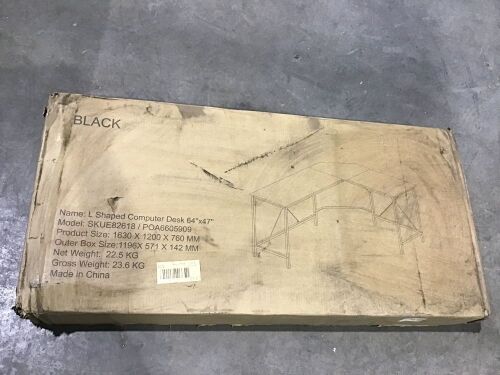 BLACK
Name: L Shaped Computer Desk 64"x47"
Model: SKUE82618 / POA6605909
Product Size: 1630 X 1200 X 760 MM
Outer Box Size:1196X 571 X 142 MM
Net Weight: 22.5 KG
Gross Weight: 23.6 KG
Made in China